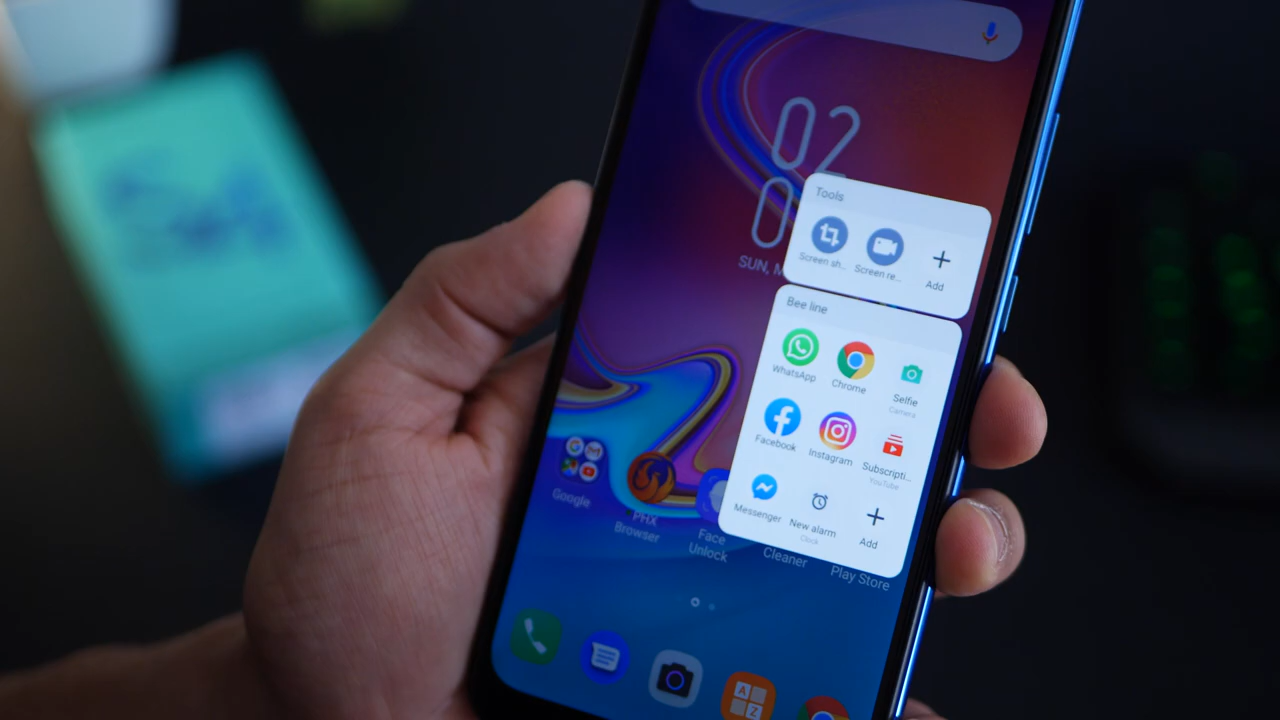 02
Tools
SUN, M
Screen sh..
Screen re...
Add
Bee line
WhatsApp
Chrome
Selfie
Camera
Facebook
Instagram
Subscripti...
YouTube
Messenger
New alarm
Clock
Add
Google
PHX
Browser
Face
Unlock
Cleaner
Play Store
A
Z